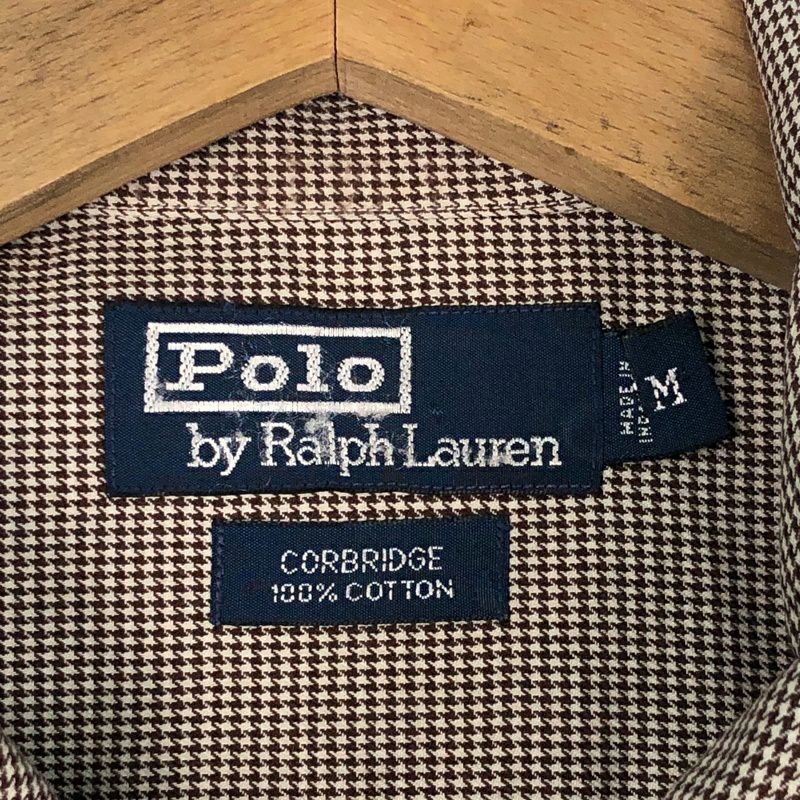 Polo
by Ralph Lauren
M
MADE IN
CORBRIDGE
100% COTTON